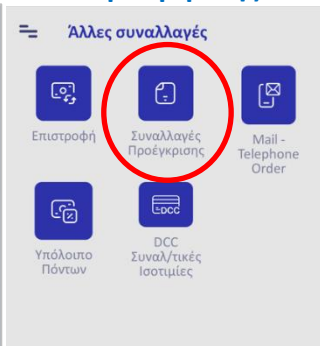 Άλλες συναλλαγές
Επιστροφή
Συναλλαγές
Προέγκρισης
Mail -
Telephone
Order
Υπόλοιπο
Πόντων
DCC
DCC
Συναλ/τικές
Ισοτιμίες